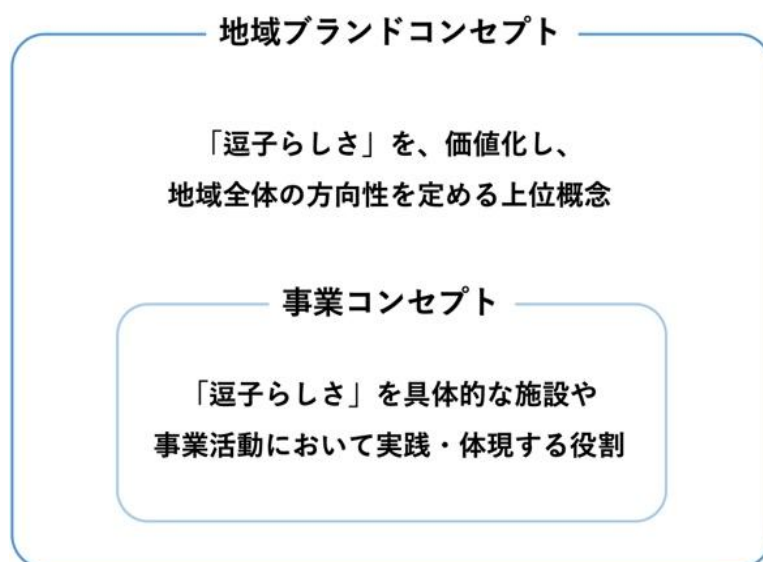 地域ブランドコンセプト
「逗子らしさ」を、価値化し、
地域全体の方向性を定める上位概念
事業コンセプト
「逗子らしさ」を具体的な施設や
事業活動において実践・体現する役割